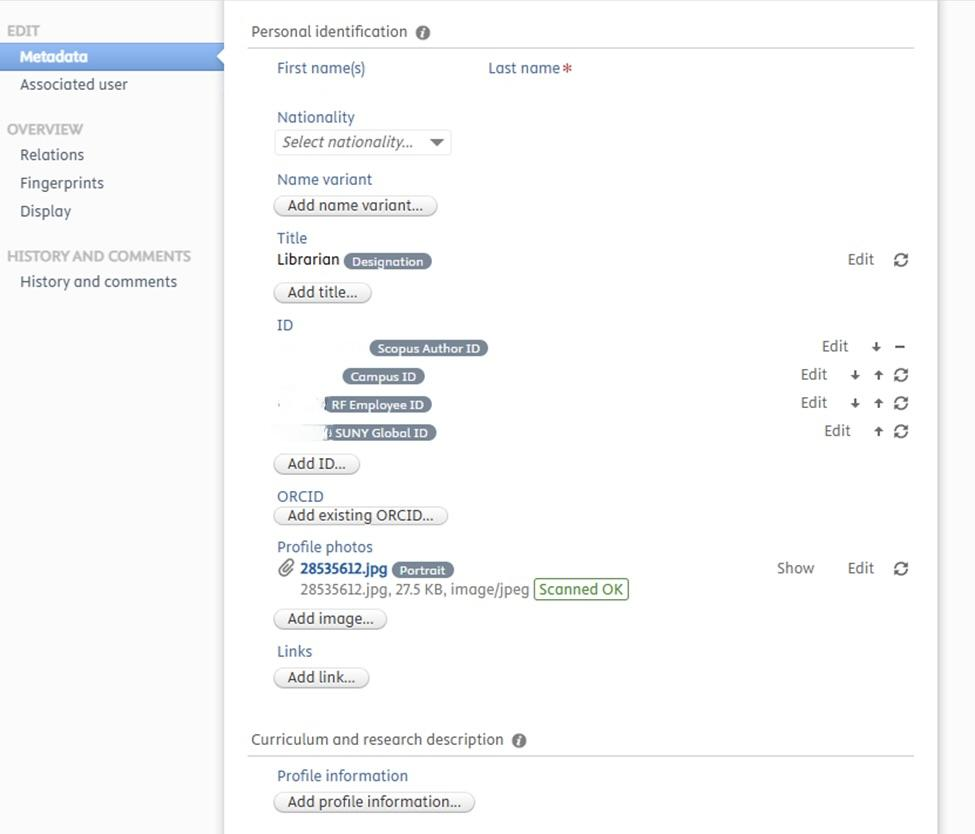 EDIT
Metadata
Associated user
OVERVIEW
Relations
Fingerprints
Display
HISTORY AND COMMENTS
History and comments
Personal identification i
First name(s) Last name*
Nationality
Select nationality...
Name variant
Add name variant...
Title
Librarian Designation Edit
Add title...
ID
Scopus Author ID Edit
Campus ID Edit
RF Employee ID Edit
SUNY Global ID Edit
Add ID...
ORCID
Add existing ORCID...
Profile photos
28535612.jpg Portrait Show Edit
28535612.jpg, 27.5 KB, image/jpeg Scanned OK
Add image...
Links
Add link...
Curriculum and research description i
Profile information
Add profile information...